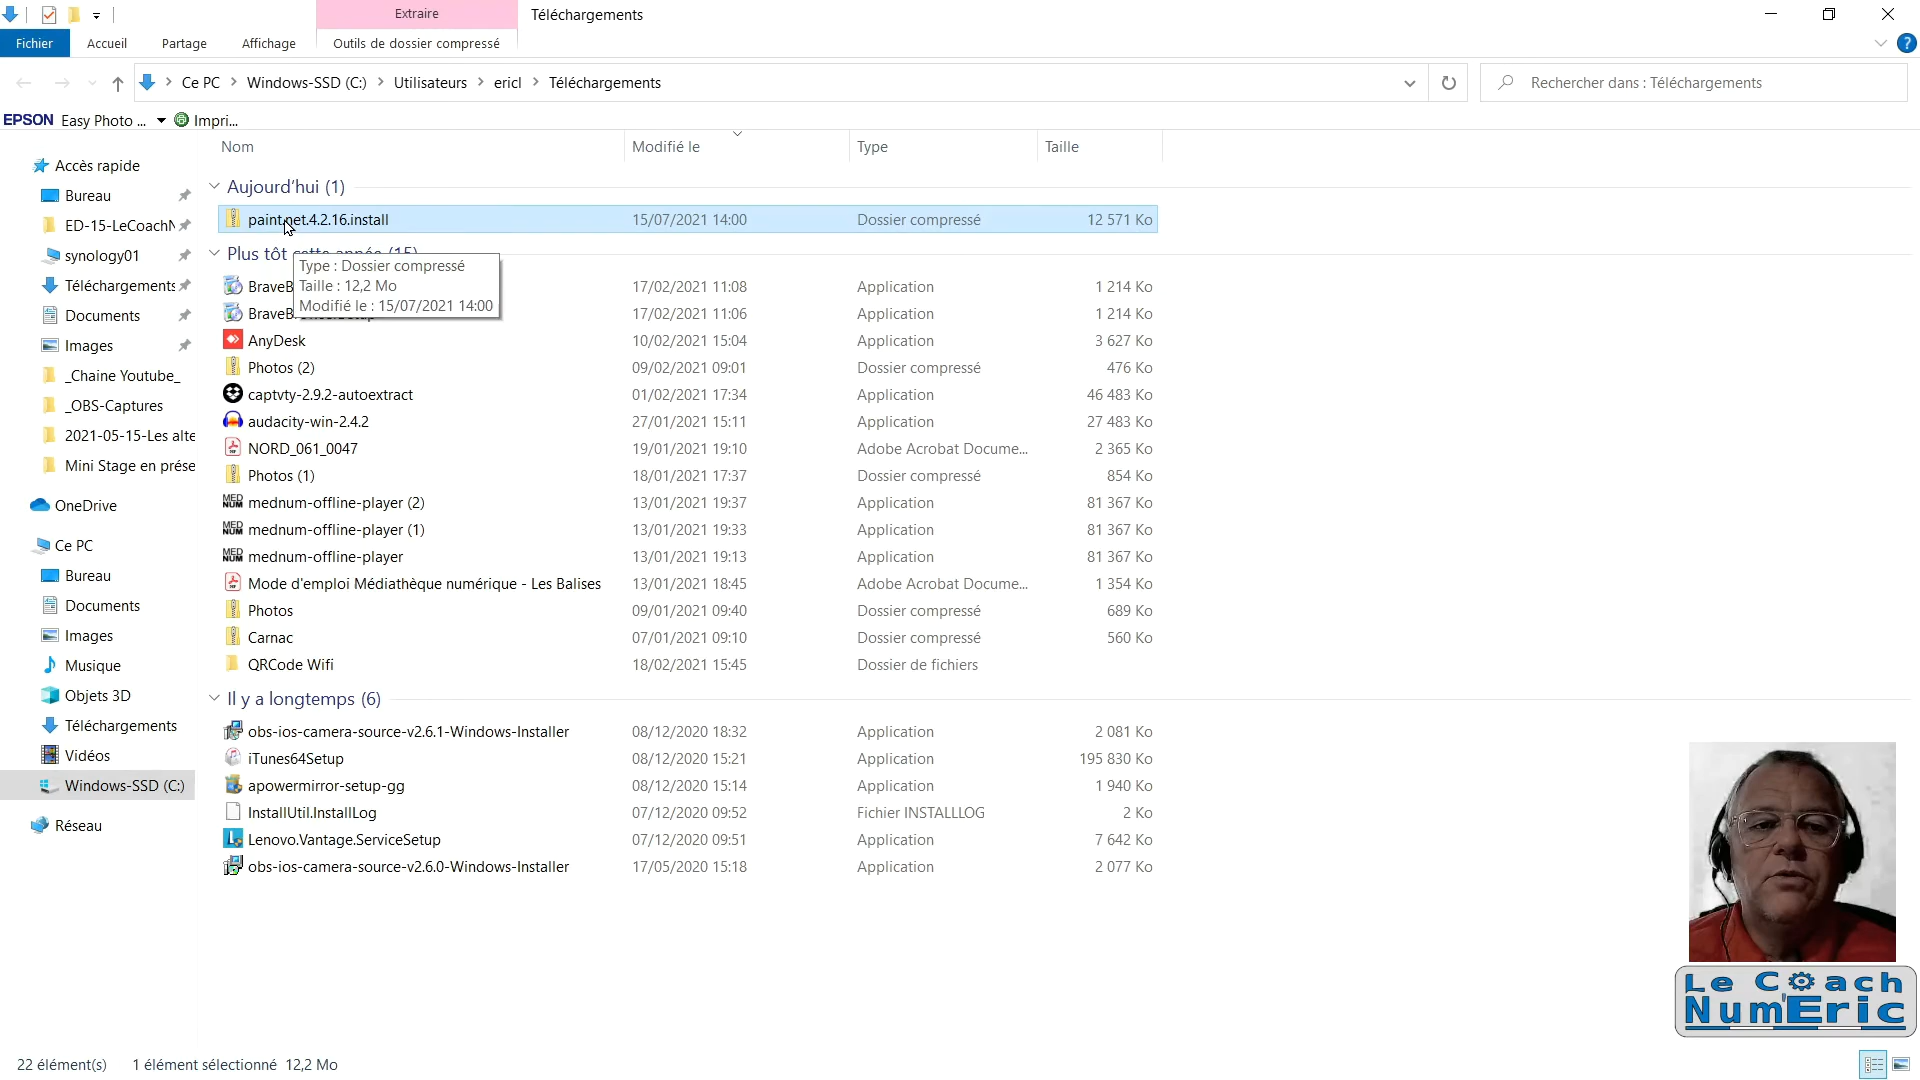 Extraire
Téléchargements
Fichier
Accueil
Partage
Affichage
Outils de dossier compressé
Ce PC
Windows-SSD (C:)
Utilisateurs
ericl
Téléchargements
Rechercher dans : Téléchargements
EPSON Easy Photo ...
Impri...
Nom
Modifié le
Type
Taille
Accès rapide
Bureau
ED-15-LeCoachN
synology01
Téléchargements
Documents
Images
_Chaine Youtube_
_OBS-Captures
2021-05-15-Les alte
Mini Stage en prése
OneDrive
Ce PC
Bureau
Documents
Images
Musique
Objets 3D
Téléchargements
Vidéos
Windows-SSD (C:)
Réseau
Aujourd'hui (1)
paint.net.4.2.16.install 15/07/2021 14:00 Dossier compressé 12 571 Ko
Plus tôt cette année (15)
Type : Dossier compressé
Taille : 12,2 Mo
Modifié le : 15/07/2021 14:00
BraveB 17/02/2021 11:08 Application 1 214 Ko
BraveB 17/02/2021 11:06 Application 1 214 Ko
AnyDesk 10/02/2021 15:04 Application 3 627 Ko
Photos (2) 09/02/2021 09:01 Dossier compressé 476 Ko
captvty-2.9.2-autoextract 01/02/2021 17:34 Application 46 483 Ko
audacity-win-2.4.2 27/01/2021 15:11 Application 27 483 Ko
NORD_061_0047 19/01/2021 19:10 Adobe Acrobat Docume... 2 365 Ko
Photos (1) 18/01/2021 17:37 Dossier compressé 854 Ko
MED NUM mednum-offline-player (2) 13/01/2021 19:37 Application 81 367 Ko
MED NUM mednum-offline-player (1) 13/01/2021 19:33 Application 81 367 Ko
MED NUM mednum-offline-player 13/01/2021 19:13 Application 81 367 Ko
Mode d'emploi Médiathèque numérique - Les Balises 13/01/2021 18:45 Adobe Acrobat Docume... 1 354 Ko
Photos 09/01/2021 09:40 Dossier compressé 689 Ko
Carnac 07/01/2021 09:10 Dossier compressé 560 Ko
QRCode Wifi 18/02/2021 15:45 Dossier de fichiers
Il y a longtemps (6)
obs-ios-camera-source-v2.6.1-Windows-Installer 08/12/2020 18:32 Application 2 081 Ko
iTunes64Setup 08/12/2020 15:21 Application 195 830 Ko
apowermirror-setup-gg 08/12/2020 15:14 Application 1 940 Ko
InstallUtil.InstallLog 07/12/2020 09:52 Fichier INSTALLLOG 2 Ko
Lenovo.Vantage.ServiceSetup 07/12/2020 09:51 Application 7 642 Ko
obs-ios-camera-source-v2.6.0-Windows-Installer 17/05/2020 15:18 Application 2 077 Ko
Le Coach
Num'Eric
22 élément(s)
1 élément sélectionné 12,2 Mo